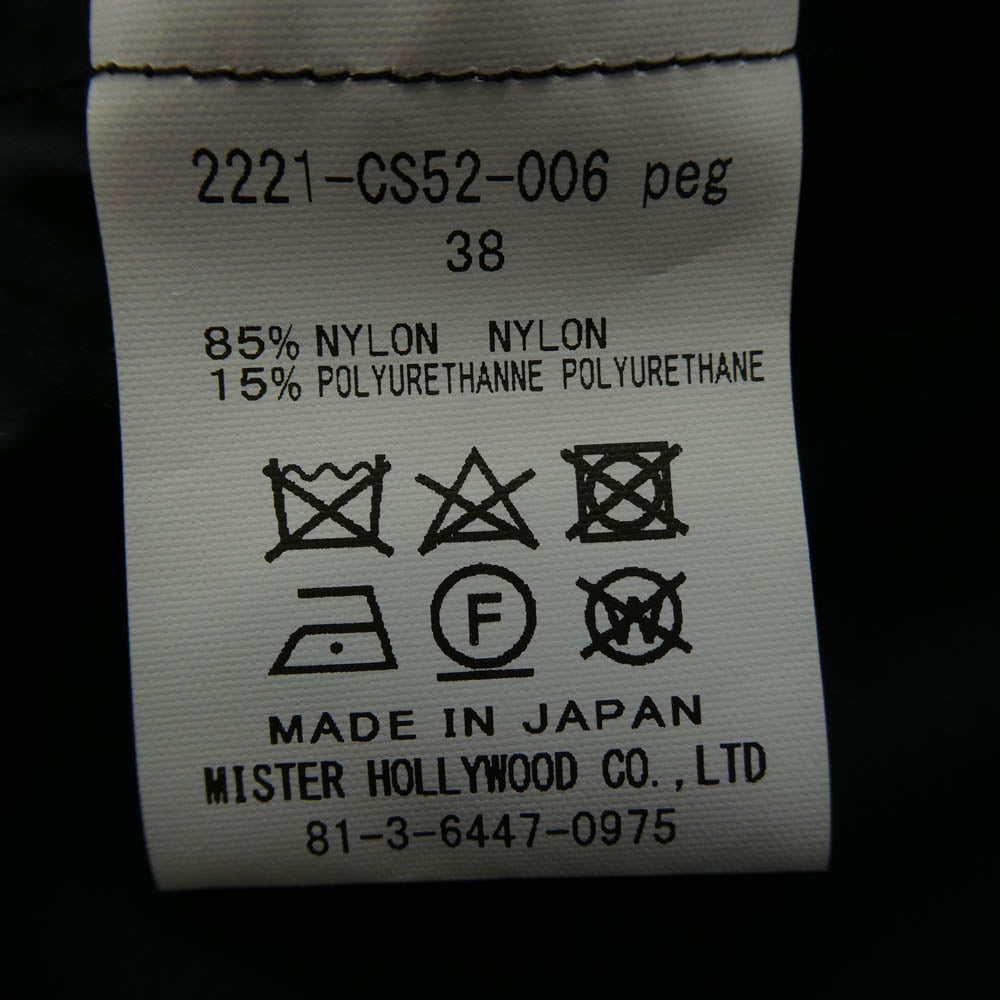 2221-CS52-006 peg
38
85% NYLON NYLON
15% POLYURETHANNE POLYURETHANE
F
W
MADE IN JAPAN
MISTER HOLLYWOOD CO.,LTD
81-3-6447-0975